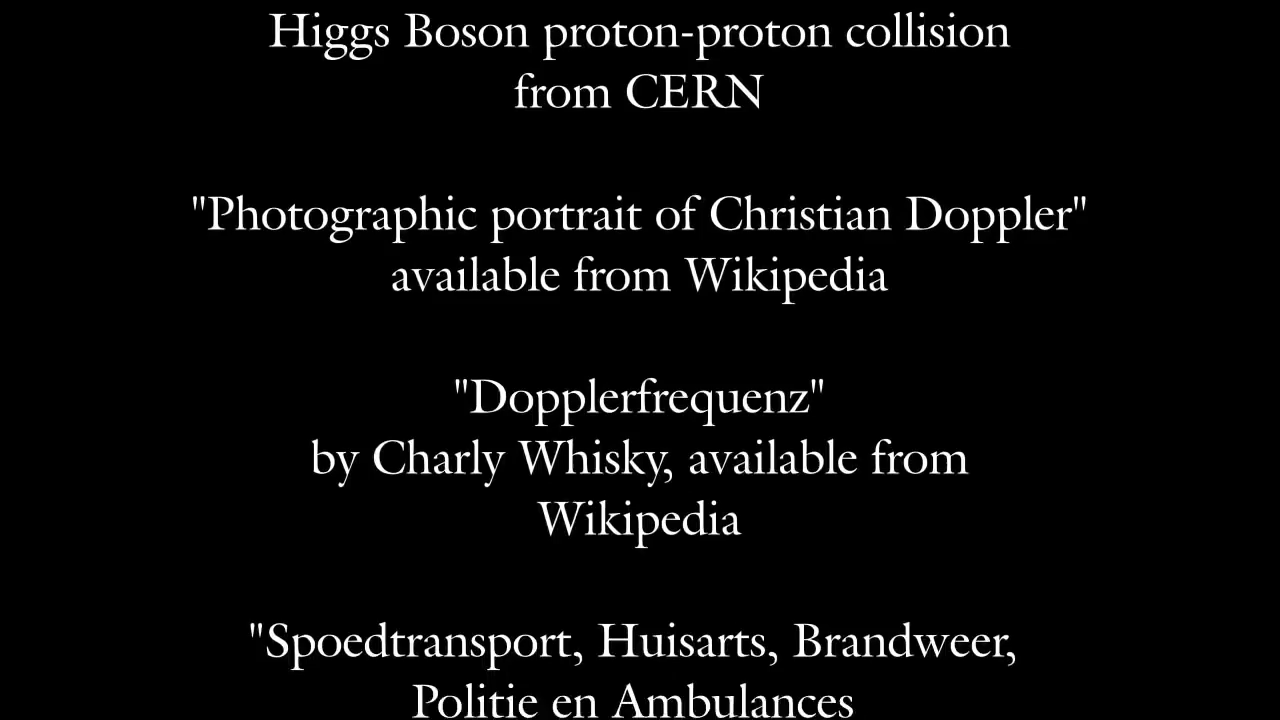 Higgs Boson proton-proton collision
from CERN
"Photographic portrait of Christian Doppler"
available from Wikipedia
"Dopplerfrequenz"
by Charly Whisky, available from
Wikipedia
"Spoedtransport, Huisarts, Brandweer,
Politie en Ambulances